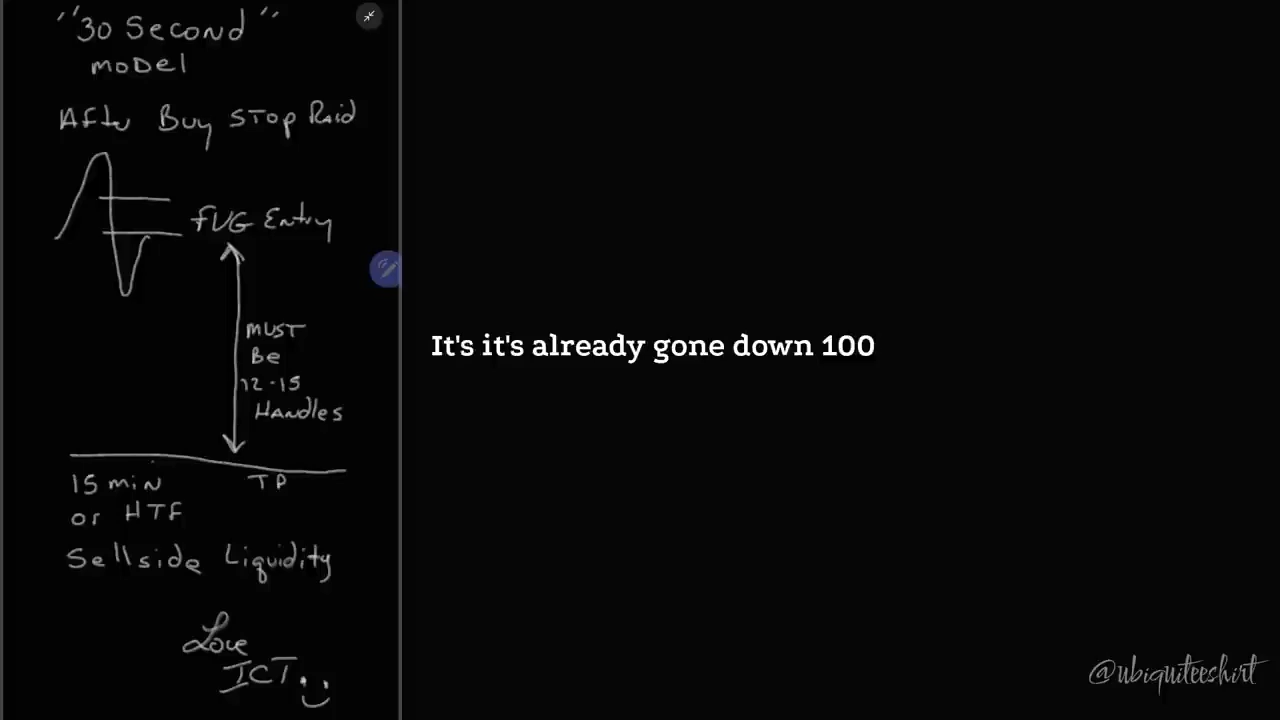 "30 Second"
model
After Buy Stop Raid
FVG Entry
MUST
Be
12-15
HANdles
15 min
or HTF
TP
Sellside Liquidity
Love
ICT
It's it's already gone down 100
@ubiquiteeshirt